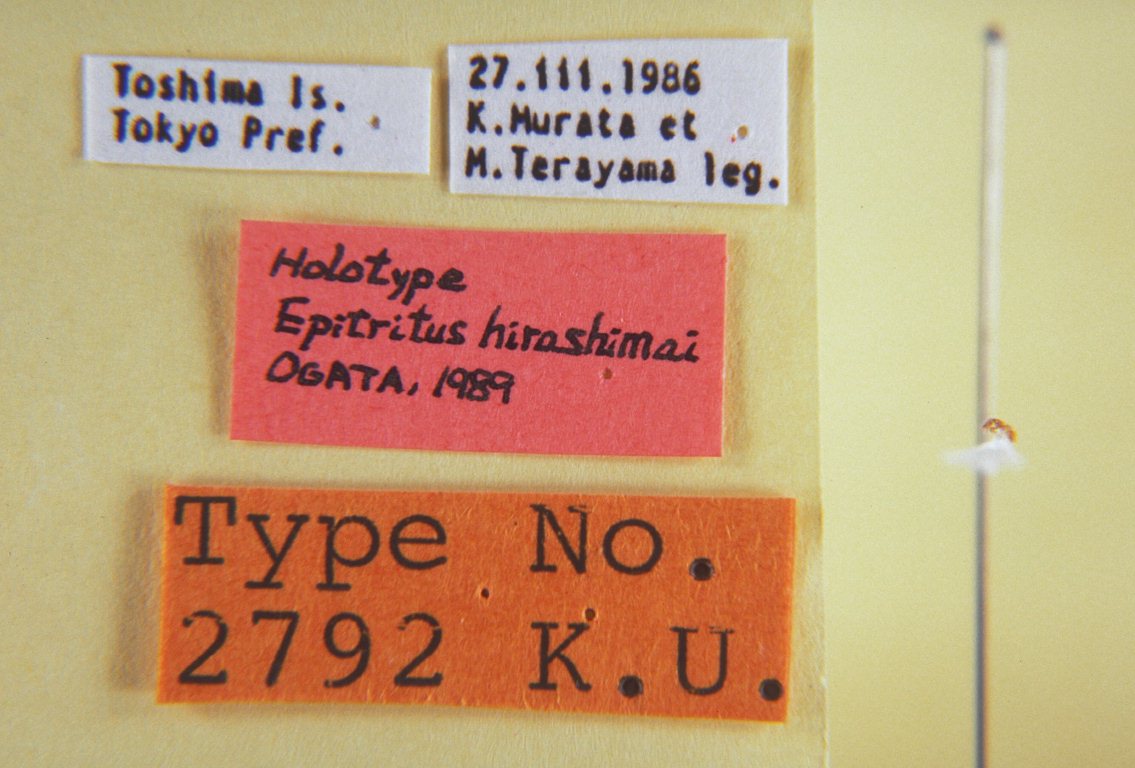 Toshima Is.
Tokyo Pref.
27.iii.1986
K.Murata et
M.Terayama leg.
Holotype
Epitritus hirashimai
OGATA, 1989
Type No.
2792 K.U.